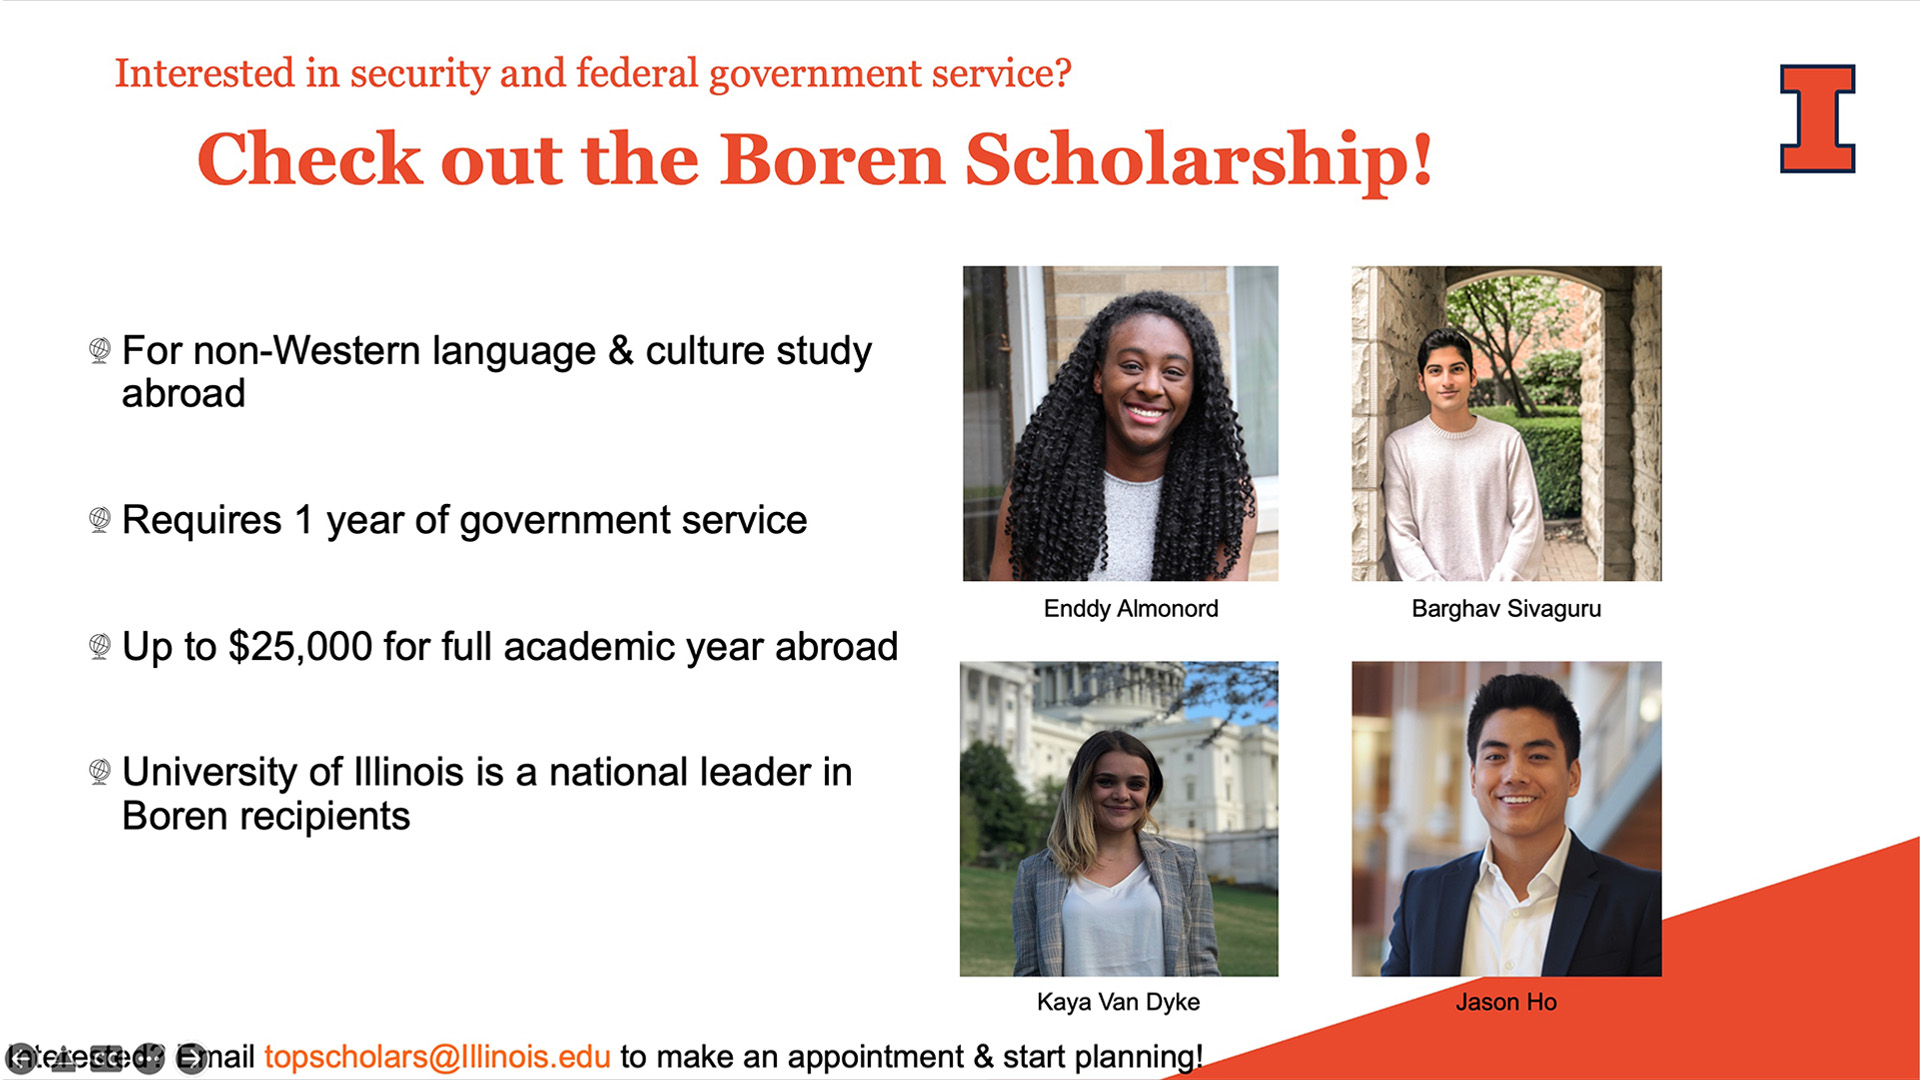 Interested in security and federal government service?
Check out the Boren Scholarship!
I
For non-Western language & culture study
abroad
Requires 1 year of government service
Up to $25,000 for full academic year abroad
University of Illinois is a national leader in
Boren recipients
Enddy Almonord
Barghav Sivaguru
Kaya Van Dyke
Jason Ho
Interested? Email topscholars@Illinois.edu to make an appointment & start planning!